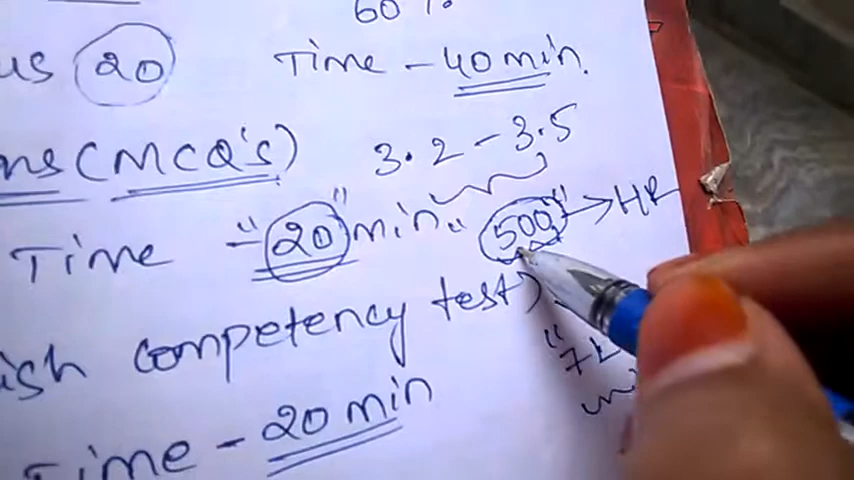 60%
us 20 Time - 40 min.
ns (MCQ's) 3.2 - 3.5
Time - "20" min "500" → HR
ish competency test)
"7L
Time - 20 min